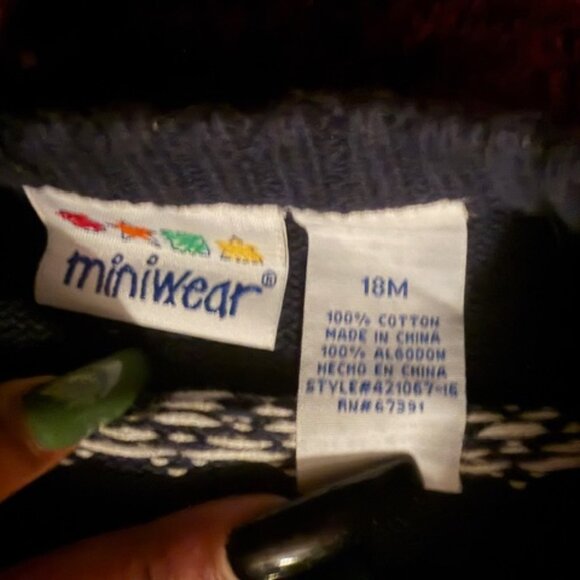 miniwear®
18M
100% COTTON
MADE IN CHINA
100% ALGODON
HECHO EN CHINA
STYLE#421067-16
RN#67391